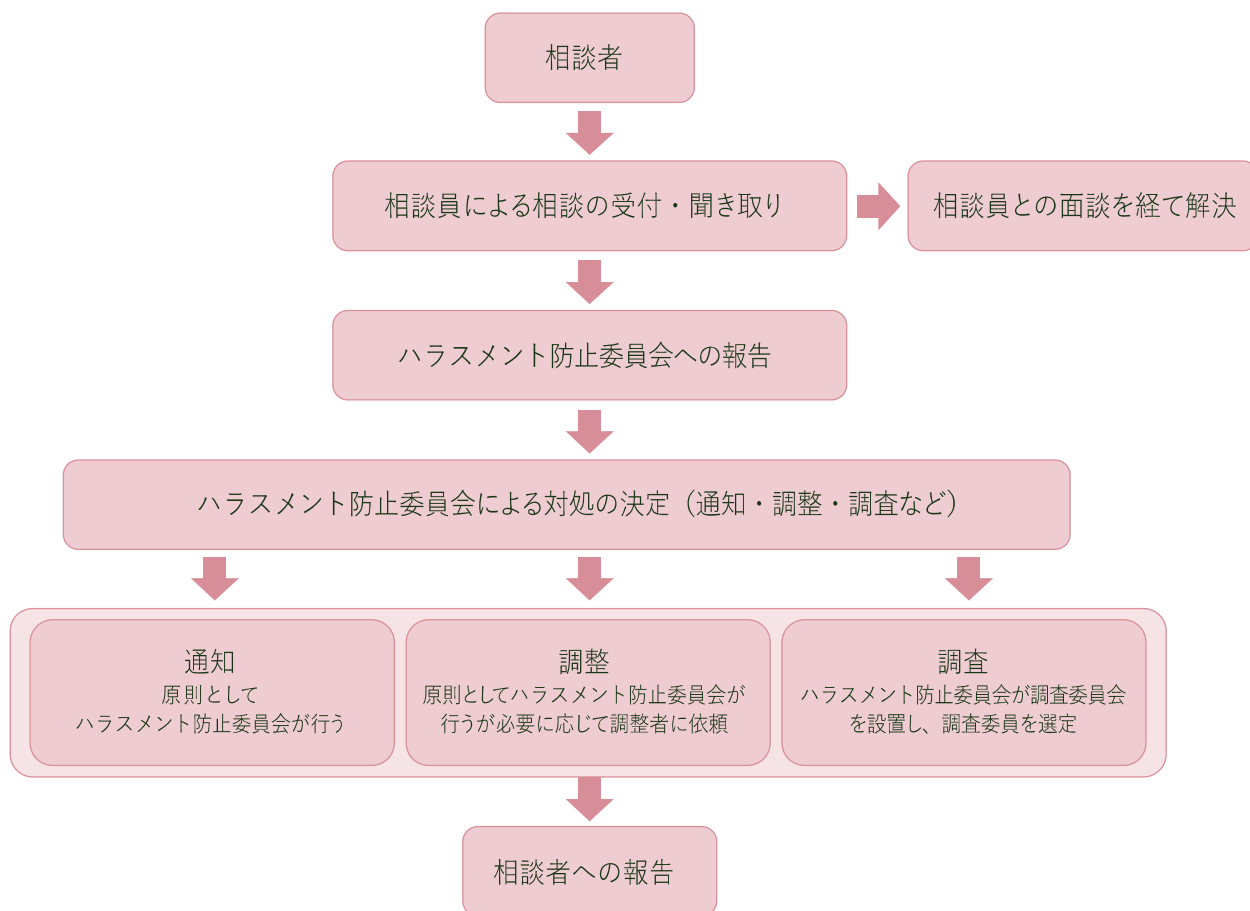 相談者
相談員による相談の受付・聞き取り
相談員との面談を経て解決
ハラスメント防止委員会への報告
ハラスメント防止委員会による対処の決定（通知・調整・調査など）
通知
原則として
ハラスメント防止委員会が行う
調整
原則としてハラスメント防止委員会が
行うが必要に応じて調整者に依頼
調査
ハラスメント防止委員会が調査委員会
を設置し、調査委員を選定
相談者への報告